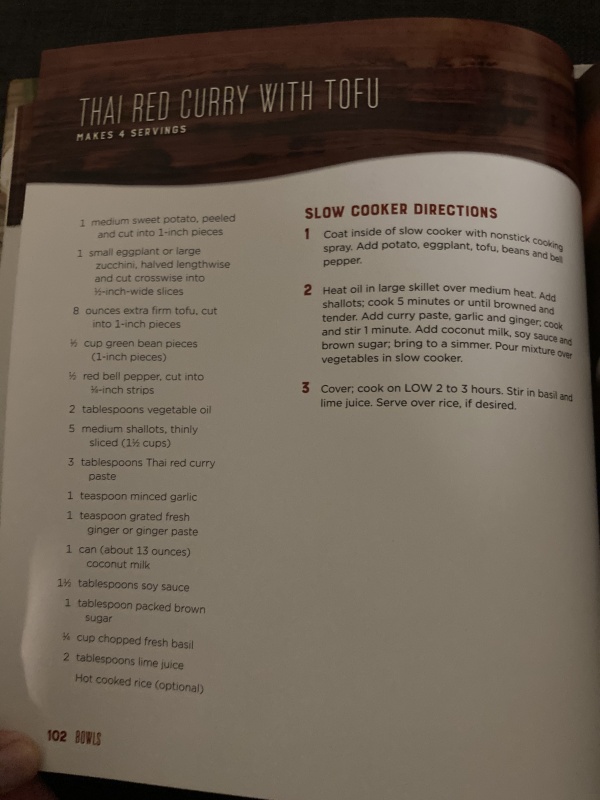 THAI RED CURRY WITH TOFU
MAKES 4 SERVINGS
1 medium sweet potato, peeled
and cut into 1-inch pieces
1 small eggplant or large
zucchini, halved lengthwise
and cut crosswise into
½-inch-wide slices
8 ounces extra firm tofu, cut
into 1-inch pieces
½ cup green bean pieces
(1-inch pieces)
½ red bell pepper, cut into
-inch strips
2 tablespoons vegetable oil
5 medium shallots, thinly
sliced (1½ cups)
3 tablespoons Thai red curry
paste
1 teaspoon minced garlic
1 teaspoon grated fresh
ginger or ginger paste
1 can (about 13 ounces)
coconut milk
1½ tablespoons soy sauce
1 tablespoon packed brown
sugar
cup chopped fresh basil
2 tablespoons lime juice
Hot cooked rice (optional)
SLOW COOKER DIRECTIONS
1 Coat inside of slow cooker with nonstick cooking
spray. Add potato, eggplant, tofu, beans and bell
pepper.
2 Heat oil in large skillet over medium heat. Add
shallots; cook 5 minutes or until browned and
tender. Add curry paste, garlic and ginger; cook
and stir 1 minute. Add coconut milk, soy sauce and
brown sugar; bring to a simmer. Pour mixture over
vegetables in slow cooker.
3 Cover; cook on LOW 2 to 3 hours. Stir in basil and
lime juice. Serve over rice, if desired.
102 BOWLS